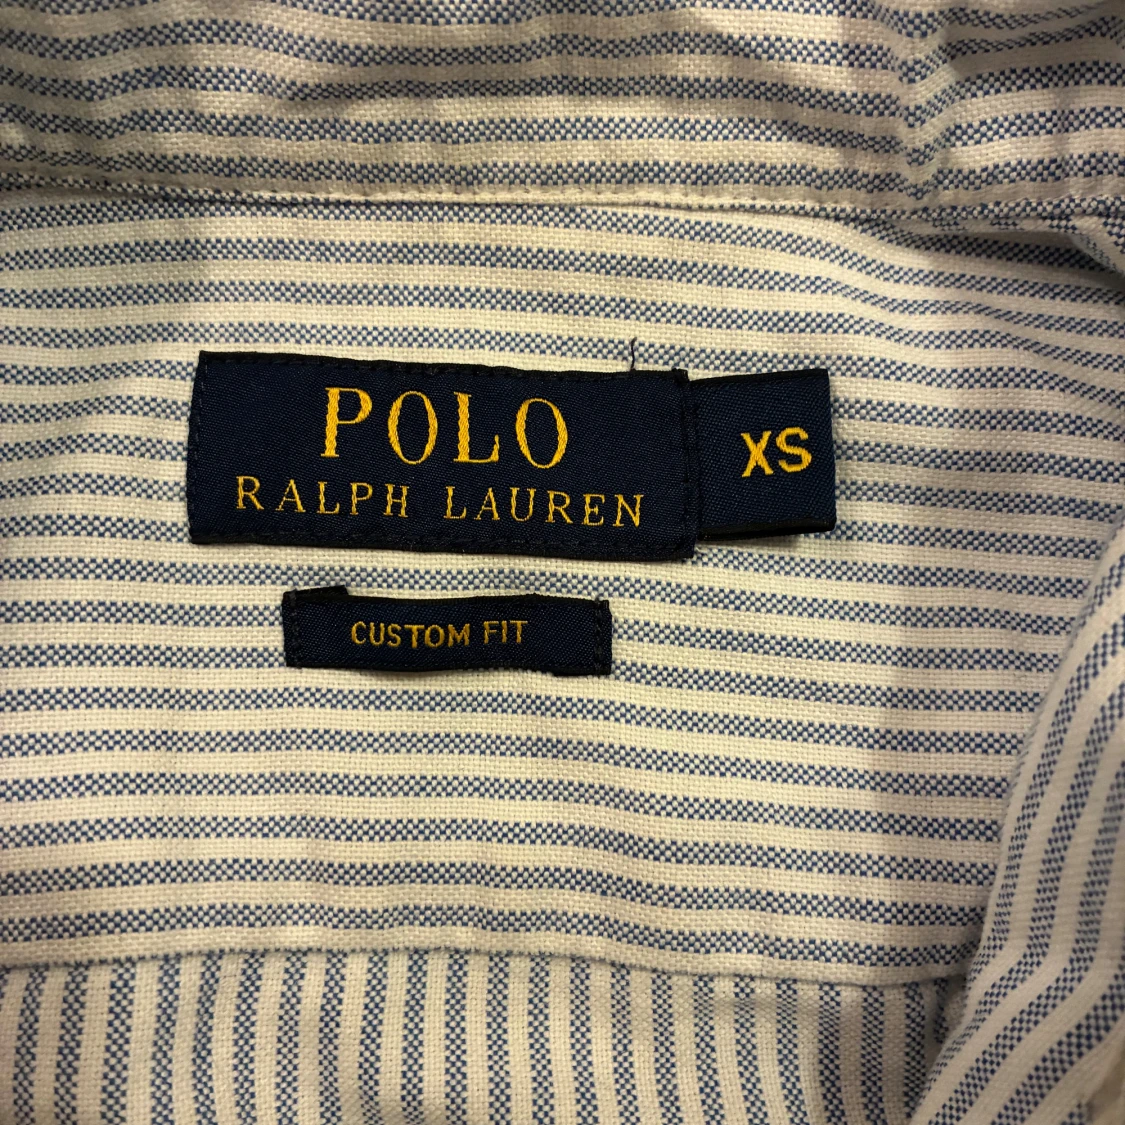 POLO
RALPH LAUREN
XS
CUSTOM FIT